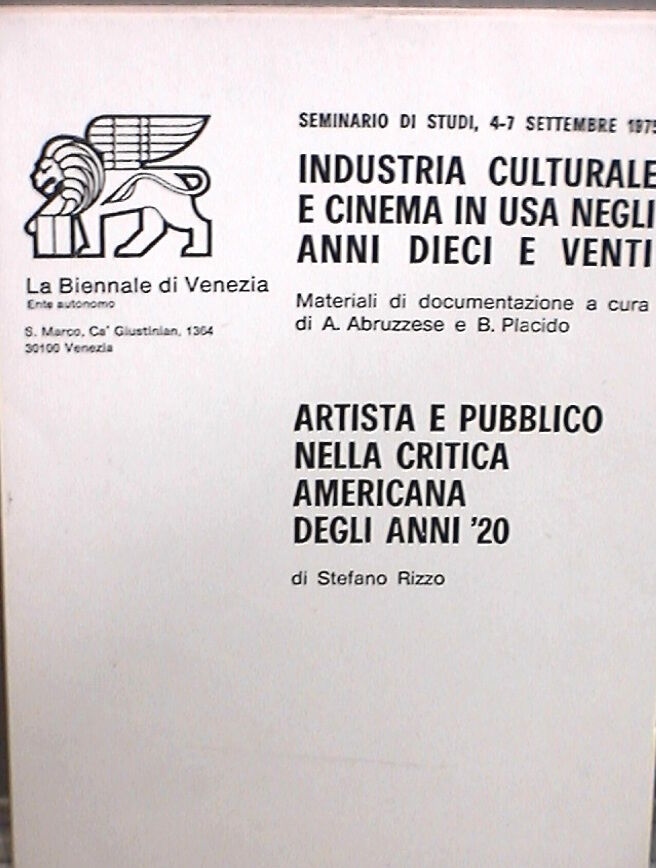 SEMINARIO DI STUDI, 4-7 SETTEMBRE 1975
INDUSTRIA CULTURALE
E CINEMA IN USA NEGLI
ANNI DIECI E VENTI
Materiali di documentazione a cura
di A. Abruzzese e B. Placido
La Biennale di Venezia
Ente autonomo
S. Marco, Ca' Giustinian, 1364
30100 Venezia
ARTISTA E PUBBLICO
NELLA CRITICA
AMERICANA
DEGLI ANNI '20
di Stefano Rizzo